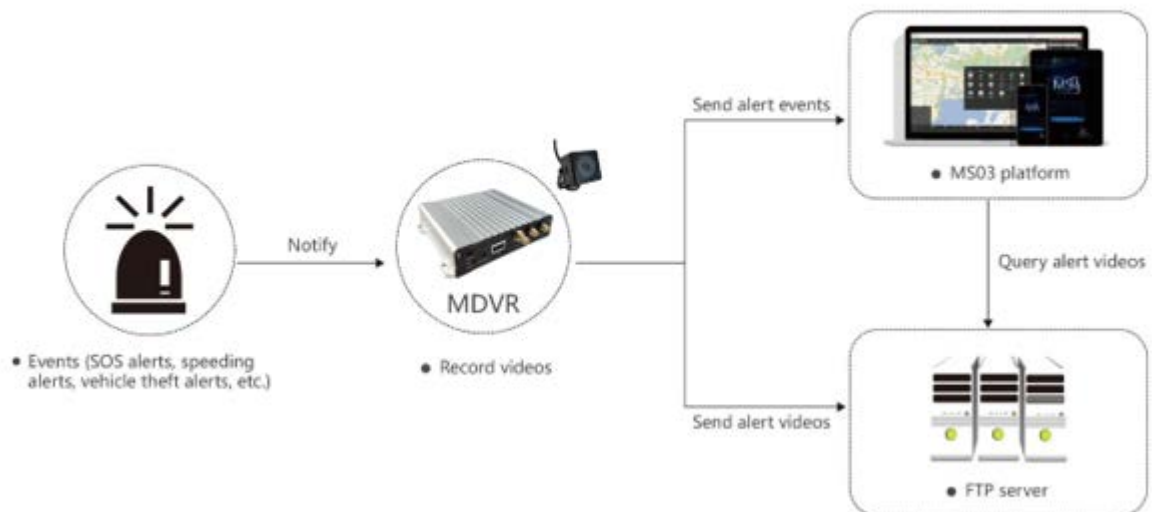 Send alert events
MS03
● MS03 platform
Notify
MDVR
Query alert videos
● Events (SOS alerts, speeding
alerts, vehicle theft alerts, etc.)
● Record videos
Send alert videos
● FTP server